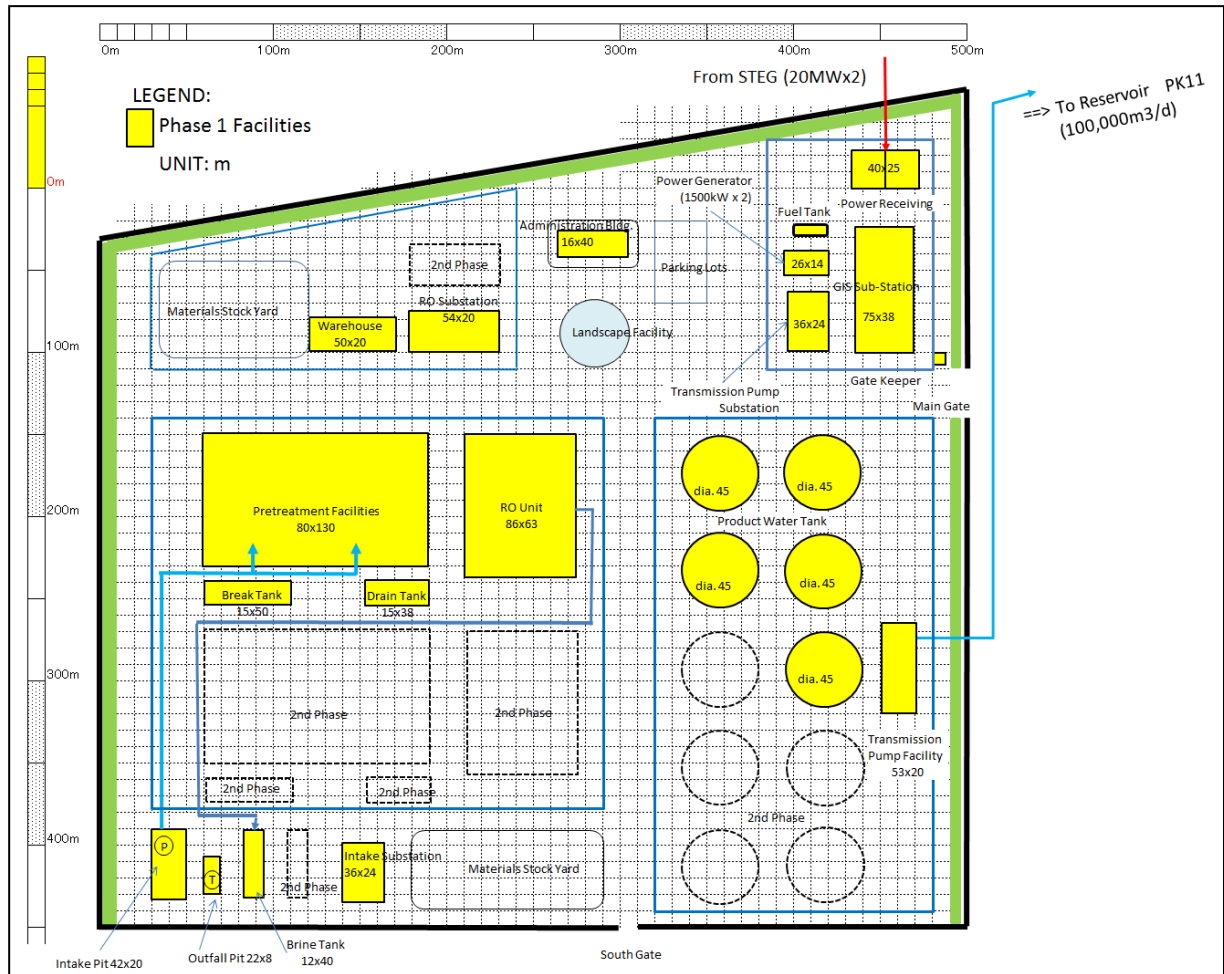 0m
100m
200m
300m
400m
500m
From STEG (20MWx2)
==> To Reservoir PK11
(100,000m3/d)
LEGEND:
Phase 1 Facilities
UNIT: m
0m
100m
200m
300m
400m
40x25
Power Receiving
Power Generator
(1500kW x 2)
Fuel Tank
26x14
GIS Sub-Station
75x38
36x24
Transmission Pump
Substation
Gate Keeper
Main Gate
Administration Bldg.
16x40
Parking Lots
Landscape Facility
2nd Phase
RO Substation
54x20
Materials Stock Yard
Warehouse
50x20
Pretreatment Facilities
80x130
RO Unit
86x63
Break Tank
15x50
Drain Tank
15x38
2nd Phase
2nd Phase
2nd Phase
2nd Phase
dia. 45
dia. 45
Product Water Tank
dia. 45
dia. 45
dia. 45
Transmission
Pump Facility
53x20
2nd Phase
P
T
2nd Phase
Intake Substation
36x24
Materials Stock Yard
Intake Pit 42x20
Outfall Pit 22x8
Brine Tank
12x40
South Gate